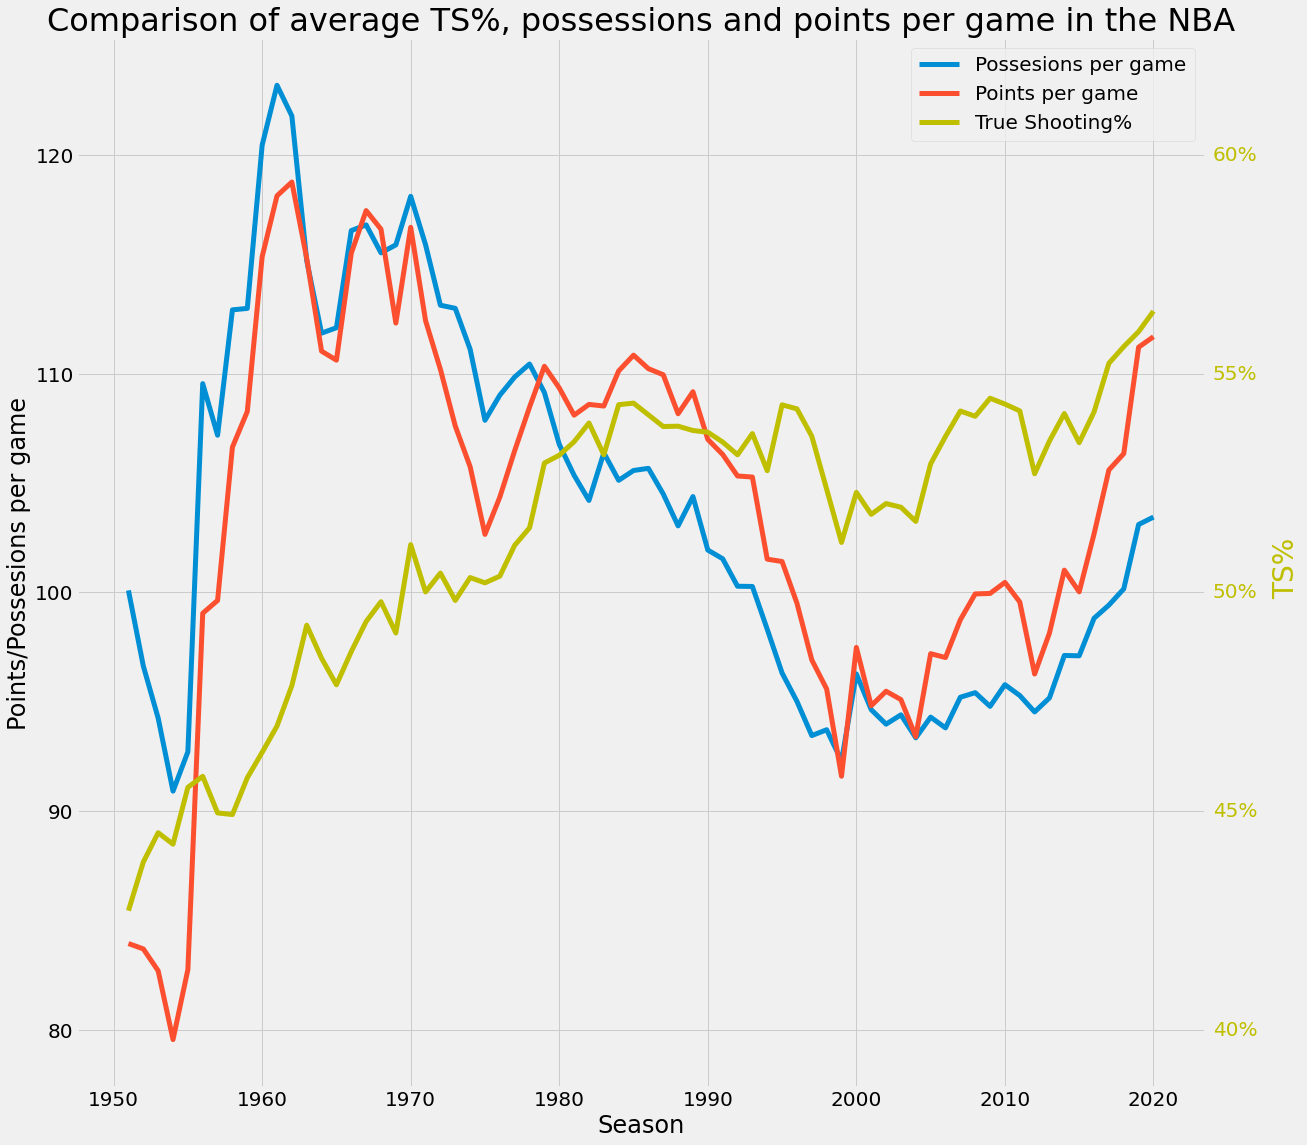 Comparison of average TS%, possessions and points per game in the NBA
Possesions per game
Points per game
True Shooting%
120
110
100
90
80
Points/Possesions per game
60%
55%
50%
45%
40%
TS%
1950 1960 1970 1980 1990 2000 2010 2020
Season